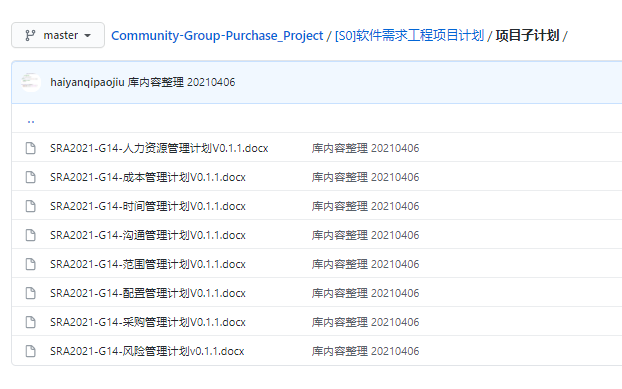 master Community-Group-Purchase_Project / [S0]软件需求工程项目计划 / 项目子计划 /
haiyanqipaojiu 库内容整理 20210406
..
SRA2021-G14-人力资源管理计划V0.1.1.docx 库内容整理 20210406
SRA2021-G14-成本管理计划V0.1.1.docx 库内容整理 20210406
SRA2021-G14-时间管理计划V0.1.1.docx 库内容整理 20210406
SRA2021-G14-沟通管理计划V0.1.1.docx 库内容整理 20210406
SRA2021-G14-范围管理计划V0.1.1.docx 库内容整理 20210406
SRA2021-G14-配置管理计划V0.1.1.docx 库内容整理 20210406
SRA2021-G14-采购管理计划V0.1.1.docx 库内容整理 20210406
SRA2021-G14-风险管理计划v0.1.1.docx 库内容整理 20210406